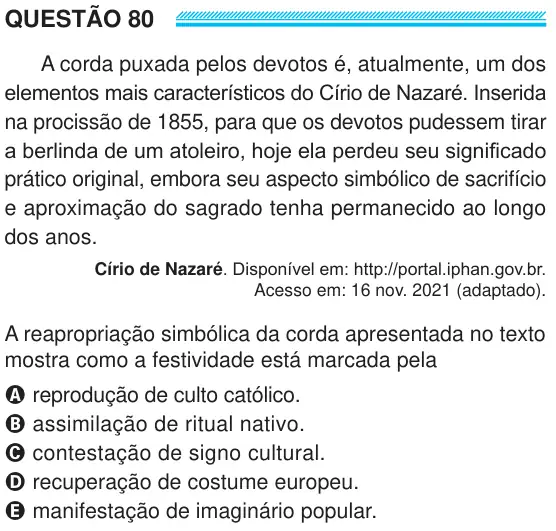 QUESTÃO 80
A corda puxada pelos devotos é, atualmente, um dos
elementos mais característicos do Círio de Nazaré. Inserida
na procissão de 1855, para que os devotos pudessem tirar
a berlinda de um atoleiro, hoje ela perdeu seu significado
prático original, embora seu aspecto simbólico de sacrifício
e aproximação do sagrado tenha permanecido ao longo
dos anos.
Círio de Nazaré. Disponível em: http://portal.iphan.gov.br.
Acesso em: 16 nov. 2021 (adaptado).
A reapropriação simbólica da corda apresentada no texto
mostra como a festividade está marcada pela
A reprodução de culto católico.
B assimilação de ritual nativo.
C contestação de signo cultural.
D recuperação de costume europeu.
E manifestação de imaginário popular.